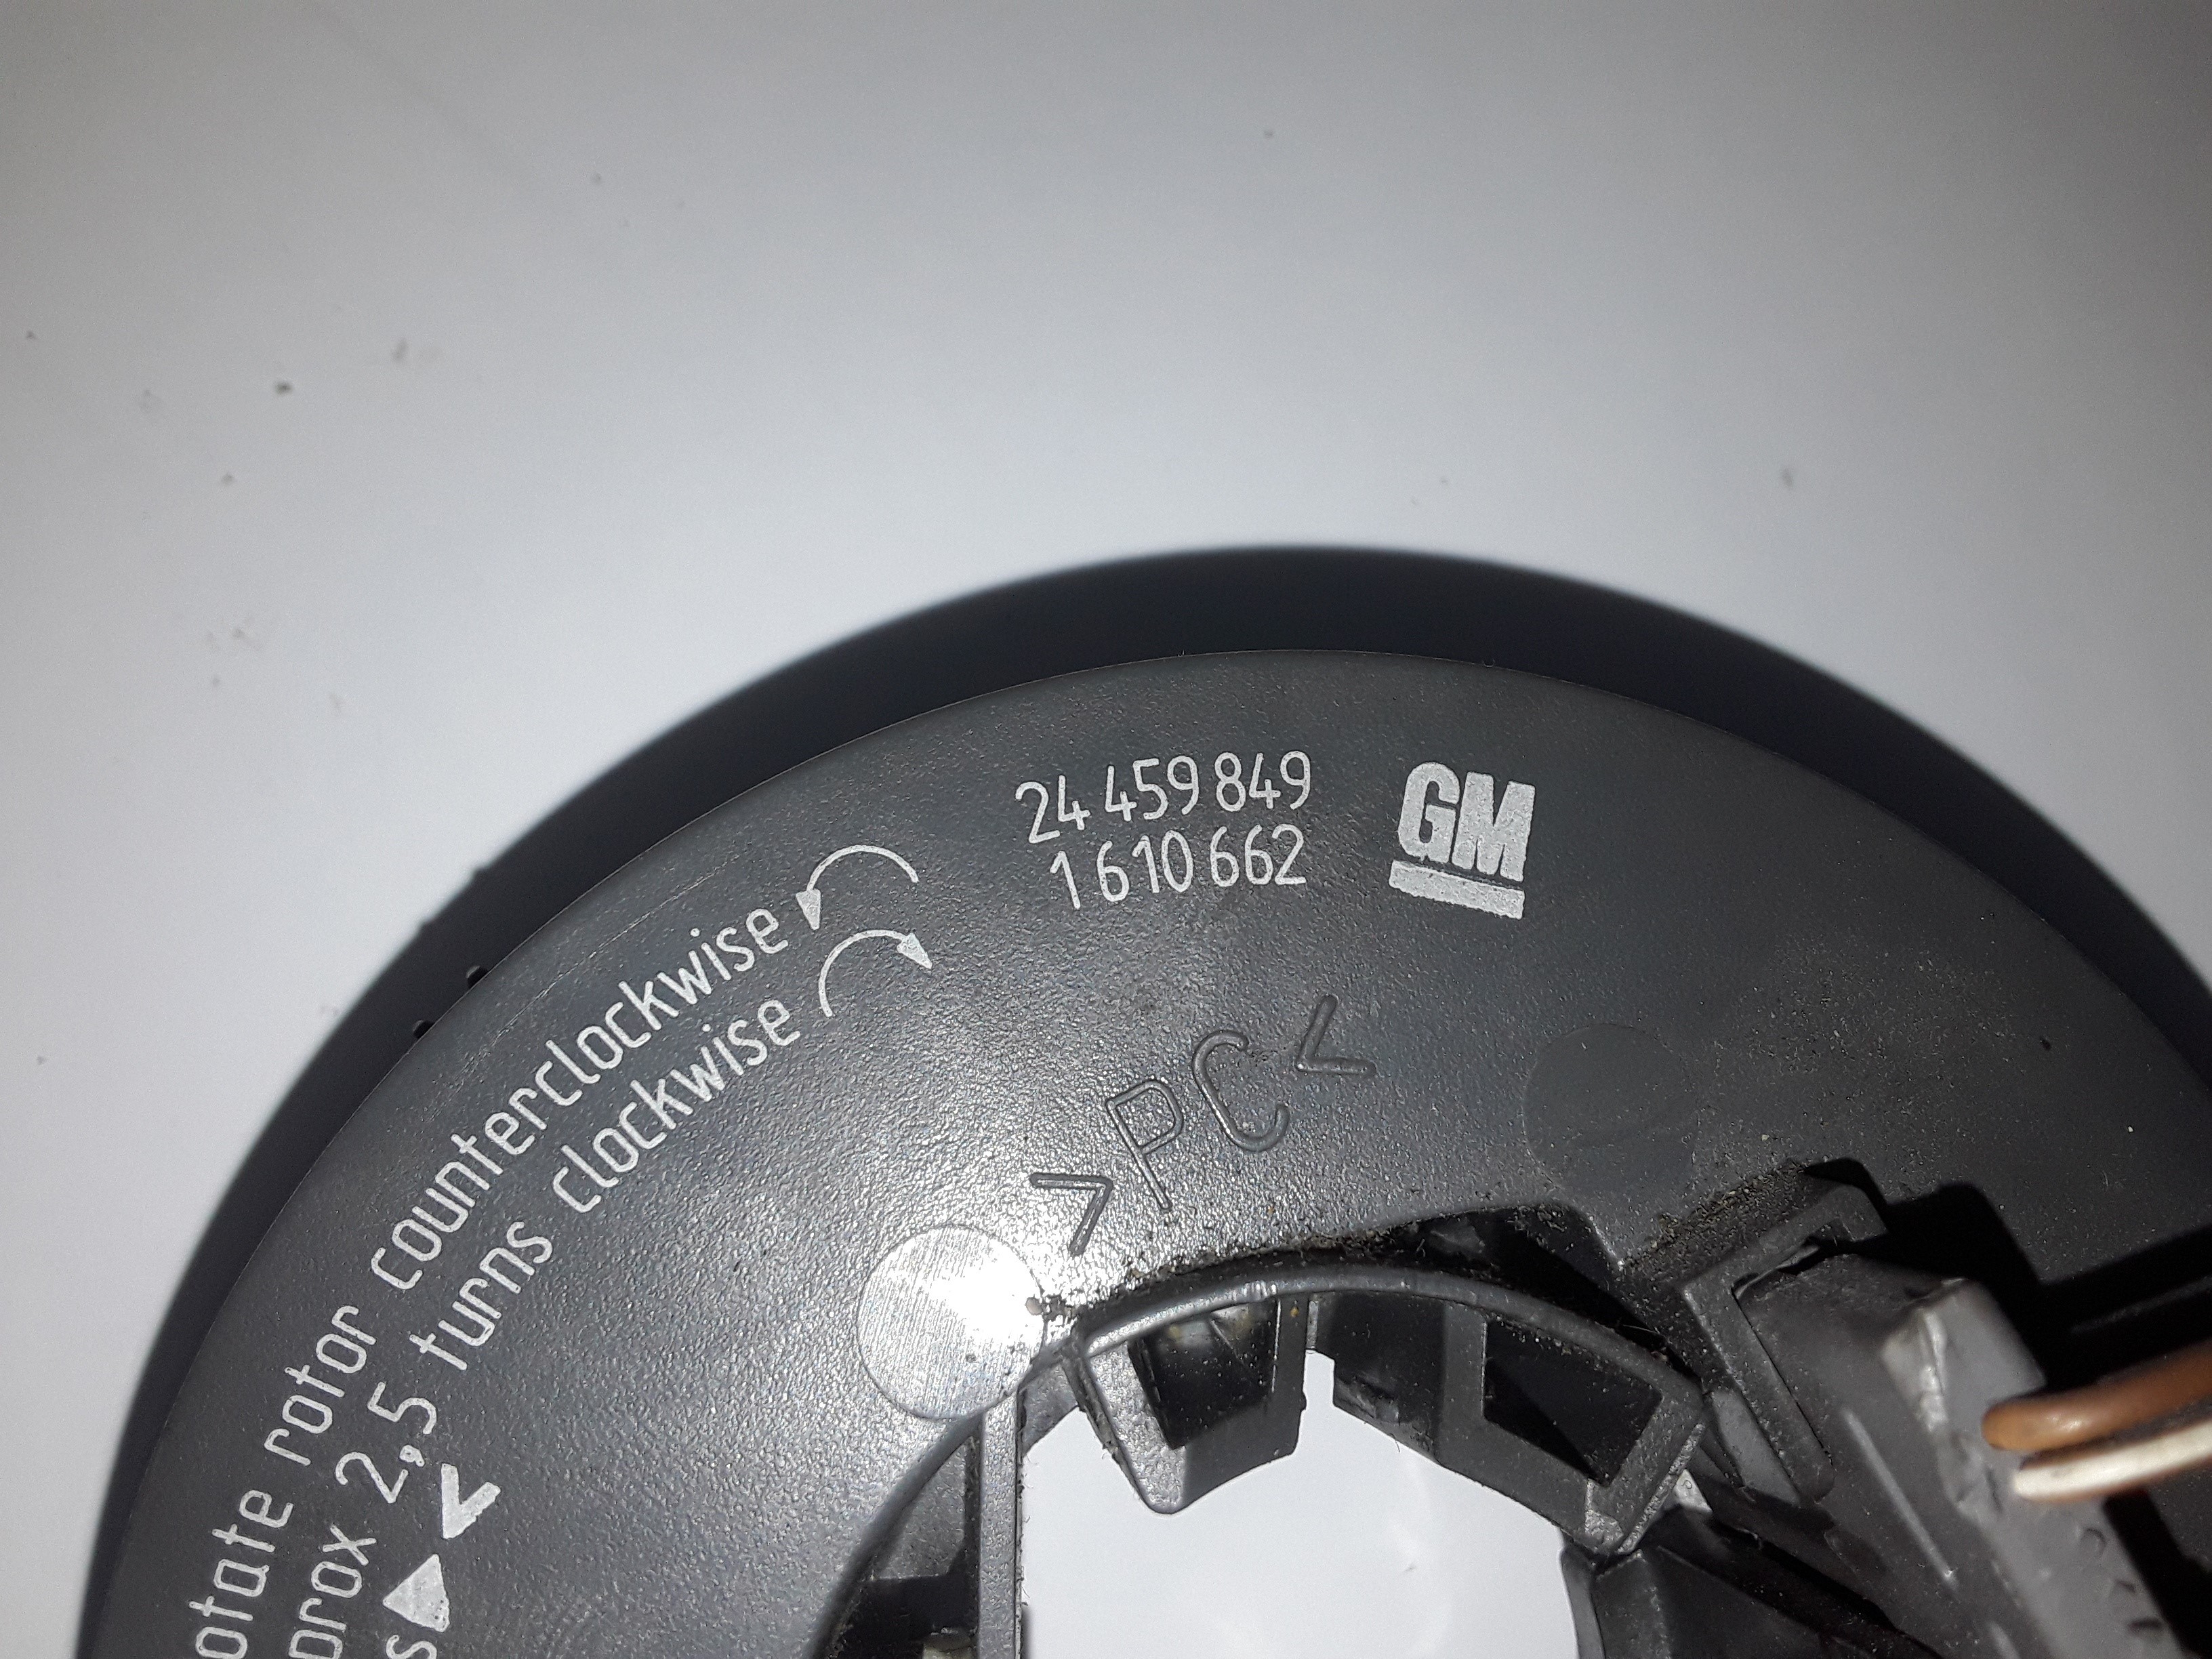 24 459 849
1 610 662
GM
otate rotor counterclockwise
prox 2,5 turns clockwise
s
>PC<